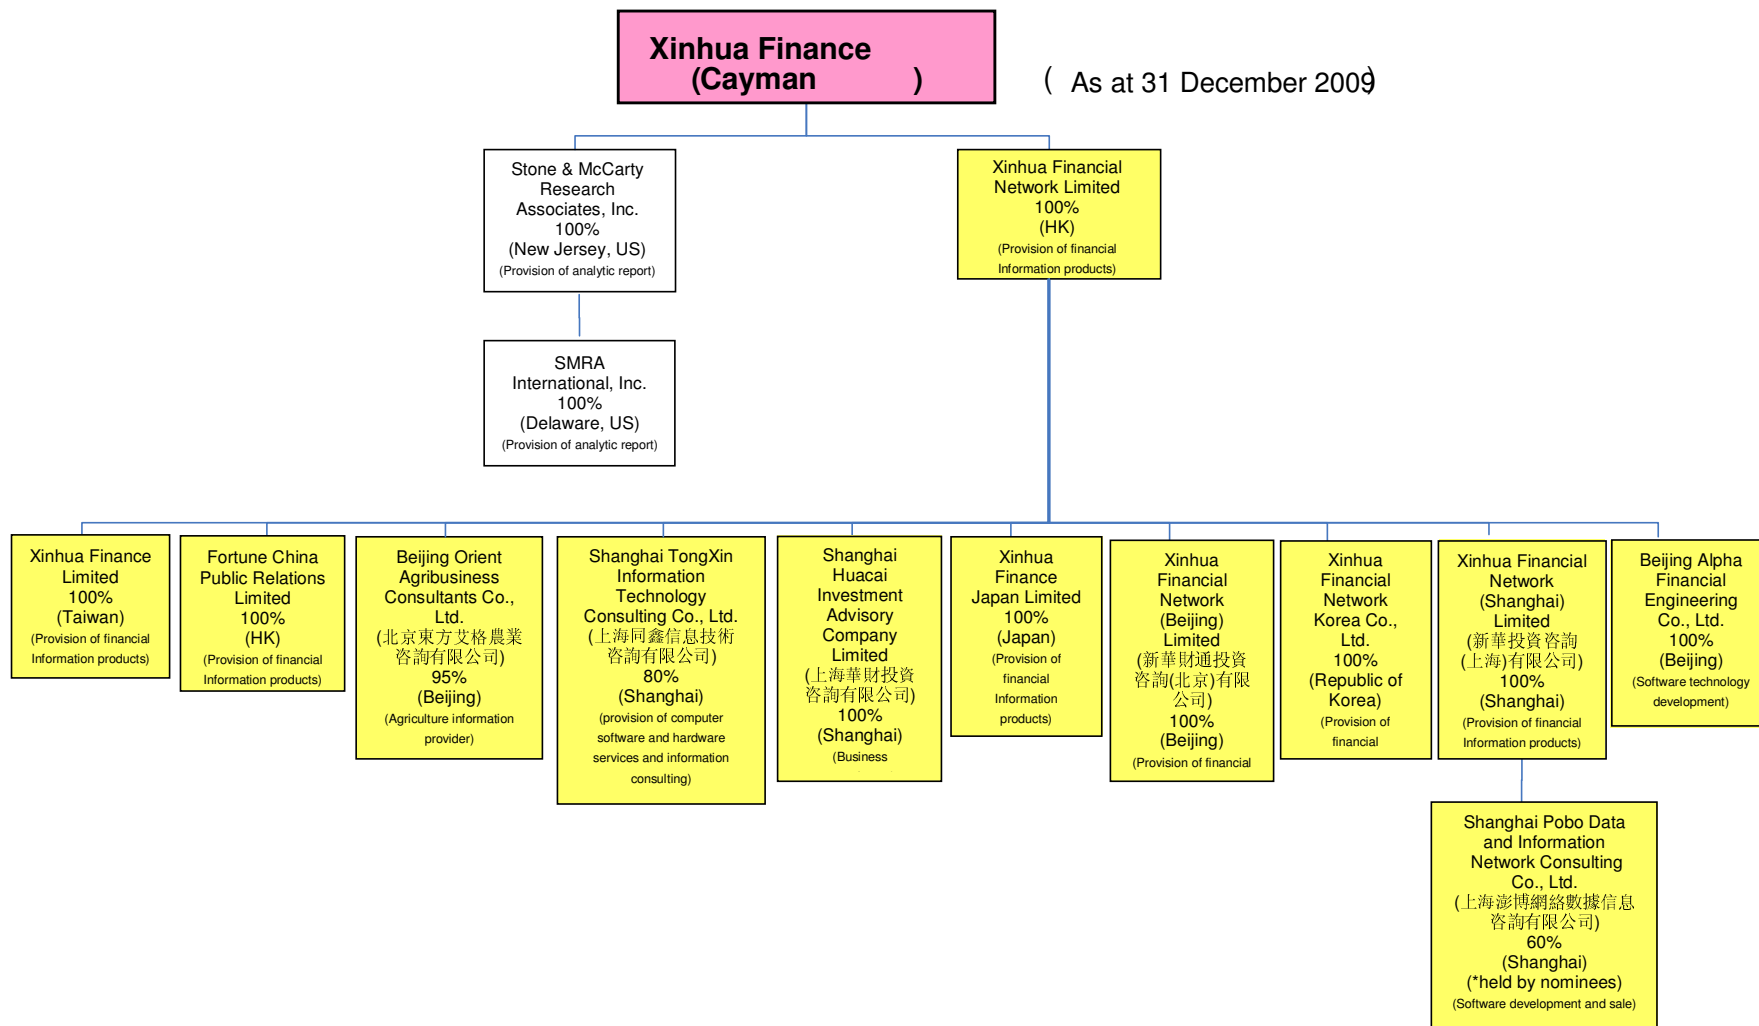 Xinhua Finance
(Cayman )
( As at 31 December 2009)
Stone & McCarty
Research
Associates, Inc.
100%
(New Jersey, US)
(Provision of analytic report)
Xinhua Financial
Network Limited
100%
(HK)
(Provision of financial
Information products)
SMRA
International, Inc.
100%
(Delaware, US)
(Provision of analytic report)
Xinhua Finance
Limited
100%
(Taiwan)
(Provision of financial
Information products)
Fortune China
Public Relations
Limited
100%
(HK)
(Provision of financial
Information products)
Beijing Orient
Agribusiness
Consultants Co.,
Ltd.
(北京東方艾格農業
咨詢有限公司)
95%
(Beijing)
(Agriculture information
provider)
Shanghai TongXin
Information
Technology
Consulting Co., Ltd.
(上海同鑫信息技術
咨詢有限公司)
80%
(Shanghai)
(provision of computer
software and hardware
services and information
consulting)
Shanghai
Huacai
Investment
Advisory
Company
Limited
(上海華財投資
咨詢有限公司)
100%
(Shanghai)
(Business
Xinhua
Finance
Japan Limited
100%
(Japan)
(Provision of
financial
Information
products)
Xinhua
Financial
Network
(Beijing)
Limited
(新華財通投資
咨詢(北京)有限
公司)
100%
(Beijing)
(Provision of financial
Xinhua
Financial
Network
Korea Co.,
Ltd.
100%
(Republic of
Korea)
(Provision of
financial
Xinhua Financial
Network
(Shanghai)
Limited
(新華投資咨詢
(上海)有限公司)
100%
(Shanghai)
(Provision of financial
Information products)
Beijing Alpha
Financial
Engineering
Co., Ltd.
100%
(Beijing)
(Software technology
development)
Shanghai Pobo Data
and Information
Network Consulting
Co., Ltd.
(上海澎博網絡數據信息
咨詢有限公司)
60%
(Shanghai)
(*held by nominees)
(Software development and sale)